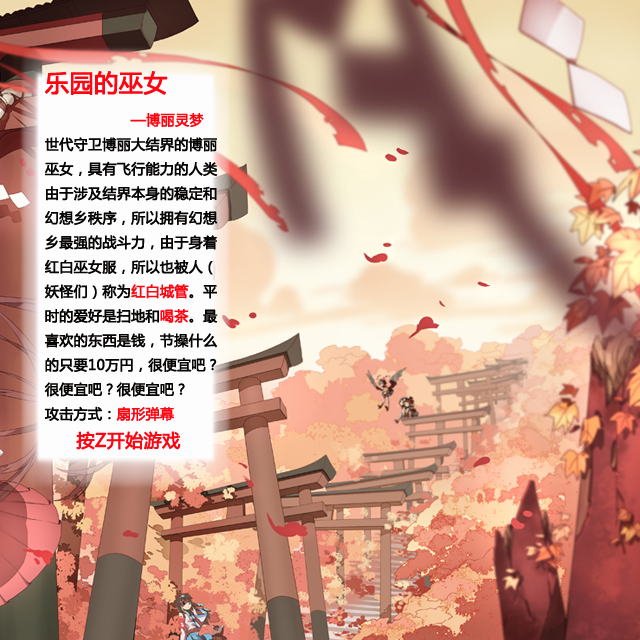 乐园的巫女
—博丽灵梦
世代守卫博丽大结界的博丽
巫女，具有飞行能力的人类
由于涉及结界本身的稳定和
幻想乡秩序，所以拥有幻想
乡最强的战斗力，由于身着
红白巫女服，所以也被人（
妖怪们）称为红白城管。平
时的爱好是扫地和喝茶。最
喜欢的东西是钱，节操什么
的只要10万円，很便宜吧？
很便宜吧？很便宜吧？
攻击方式：扇形弹幕
按Z开始游戏